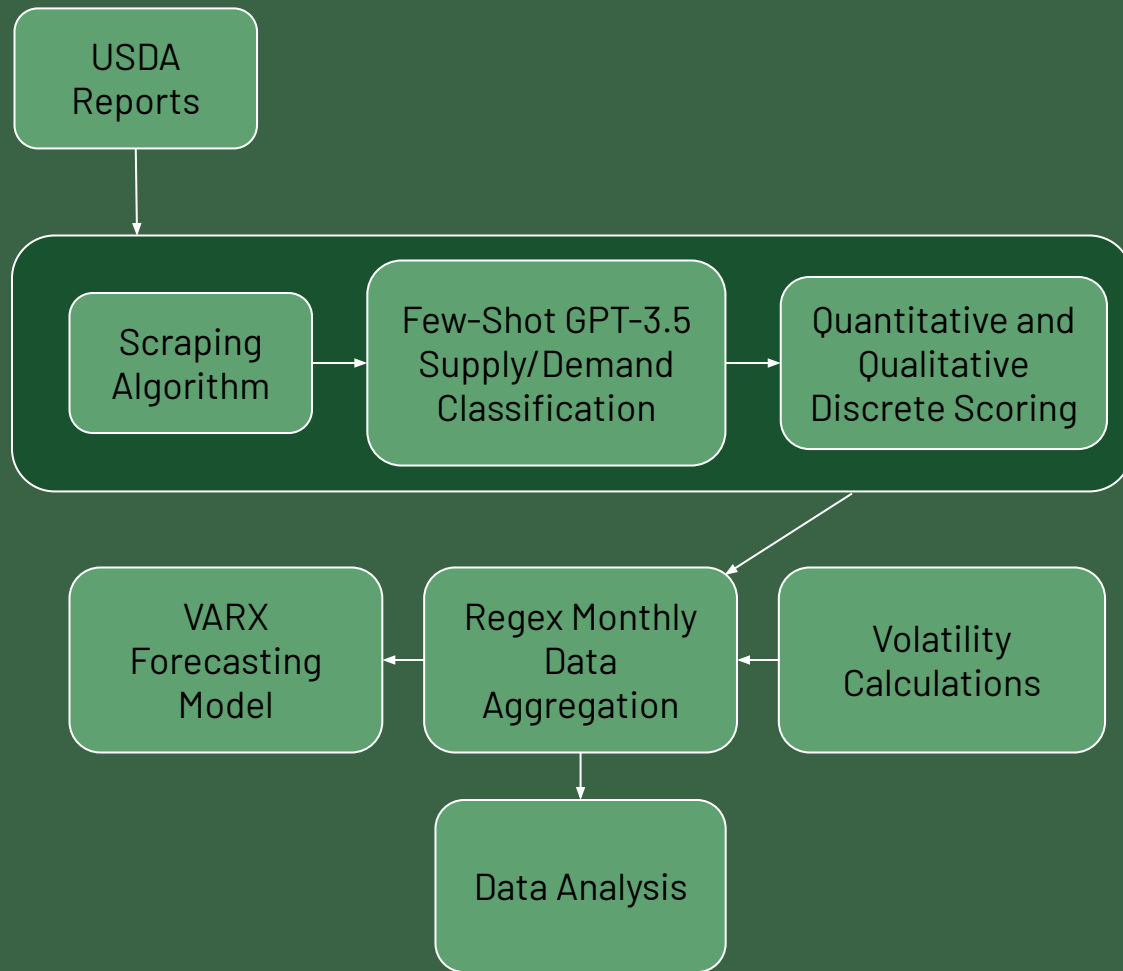 USDA
Reports
Scraping
Algorithm
Few-Shot GPT-3.5
Supply/Demand
Classification
Quantitative and
Qualitative
Discrete Scoring
VARX
Forecasting
Model
Regex Monthly
Data
Aggregation
Volatility
Calculations
Data Analysis